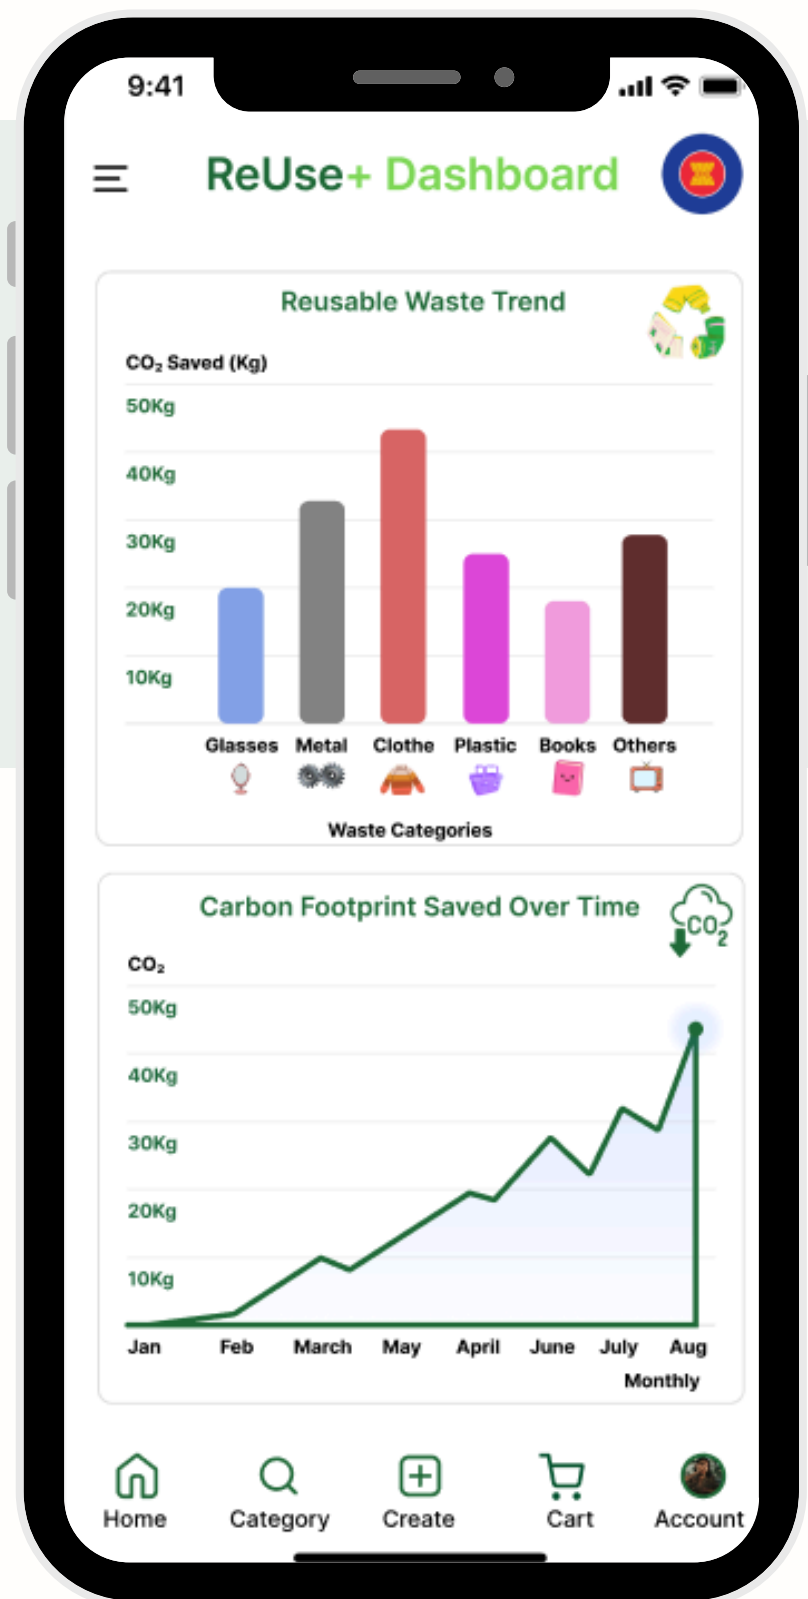 9:41
ReUse+ Dashboard
Reusable Waste Trend
CO₂ Saved (Kg)
50Kg
40Kg
30Kg
20Kg
10Kg
Glasses Metal Clothe Plastic Books Others
Waste Categories
Carbon Footprint Saved Over Time
CO₂
CO₂
50Kg
40Kg
30Kg
20Kg
10Kg
Jan Feb March May April June July Aug
Monthly
Home Category Create Cart Account